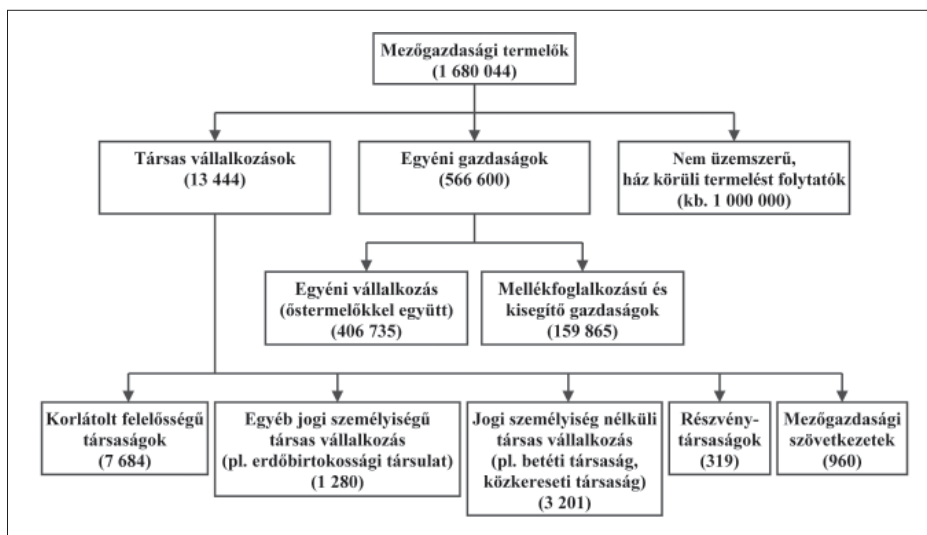 Mezőgazdasági termelők
(1 680 044)
Társas vállalkozások
(13 444)
Egyéni gazdaságok
(566 600)
Nem üzemszerű,
ház körüli termelést folytatók
(kb. 1 000 000)
Egyéni vállalkozás
(őstermelőkkel együtt)
(406 735)
Mellékfoglalkozású és
kisegítő gazdaságok
(159 865)
Korlátolt felelősségű
társaságok
(7 684)
Egyéb jogi személyiségű
társas vállalkozás
(pl. erdőbirtokossági társulat)
(1 280)
Jogi személyiség nélküli
társas vállalkozás
(pl. betéti társaság,
közkereseti társaság)
(3 201)
Részvény-
társaságok
(319)
Mezőgazdasági
szövetkezetek
(960)